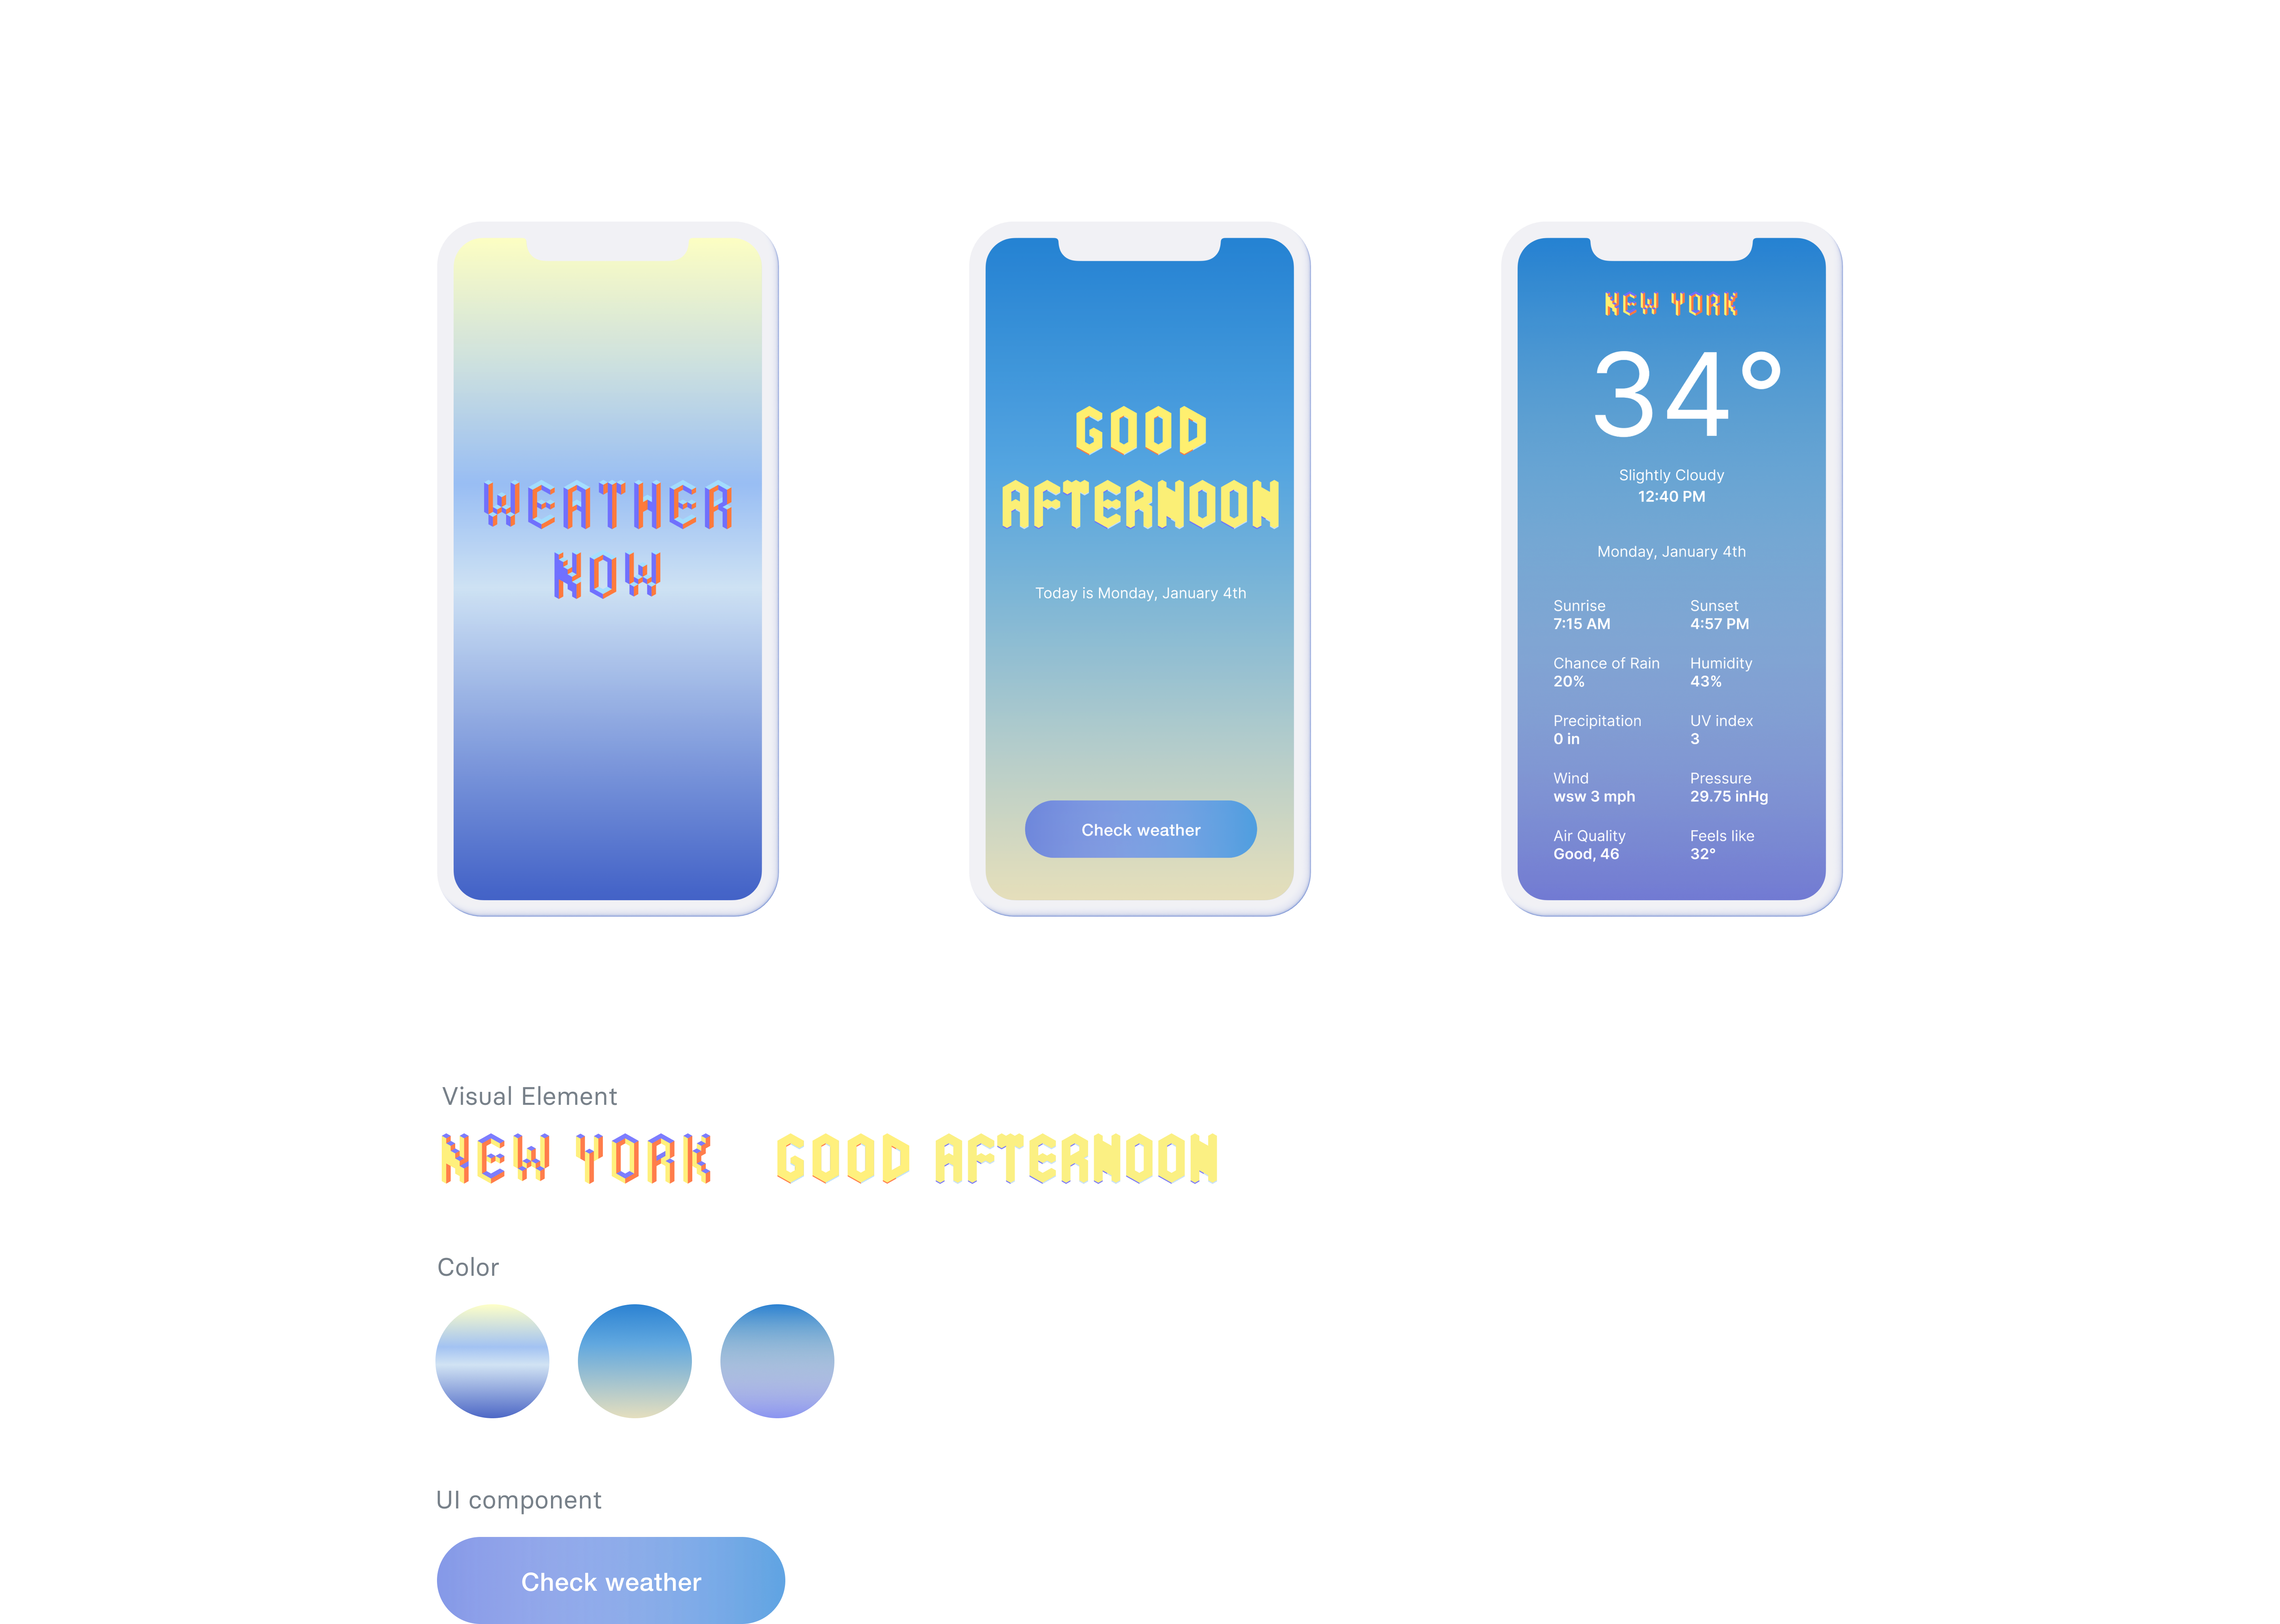 WEATHER
NOW
GOOD
AFTERNOON
Today is Monday, January 4th
Check weather
NEW YORK
34°
Slightly Cloudy
12:40 PM
Monday, January 4th
Sunrise
7:15 AM
Sunset
4:57 PM
Chance of Rain
20%
Humidity
43%
Precipitation
0 in
UV index
3
Wind
wsw 3 mph
Pressure
29.75 inHg
Air Quality
Good, 46
Feels like
32°
Visual Element
NEW YORK
GOOD AFTERNOON
Color
UI component
Check weather